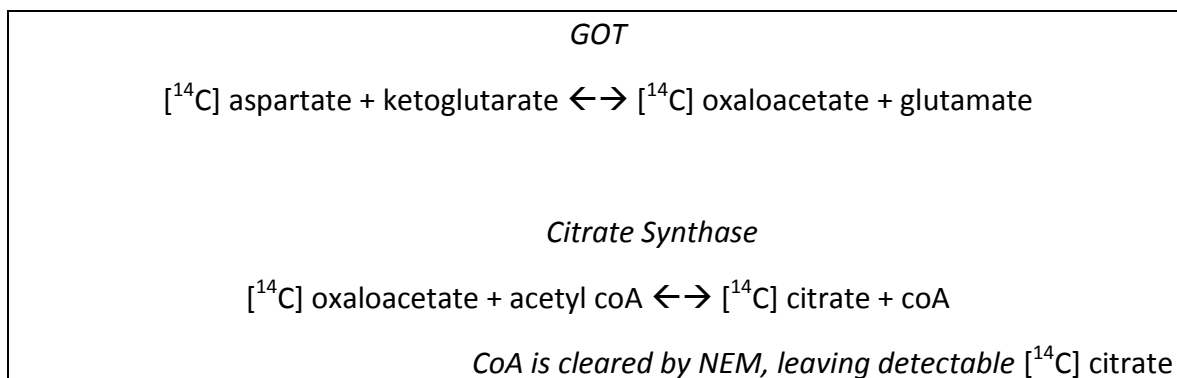 GOT
[¹⁴C] aspartate + ketoglutarate ←→ [¹⁴C] oxaloacetate + glutamate
Citrate Synthase
[¹⁴C] oxaloacetate + acetyl coA ←→ [¹⁴C] citrate + coA
CoA is cleared by NEM, leaving detectable [¹⁴C] citrate